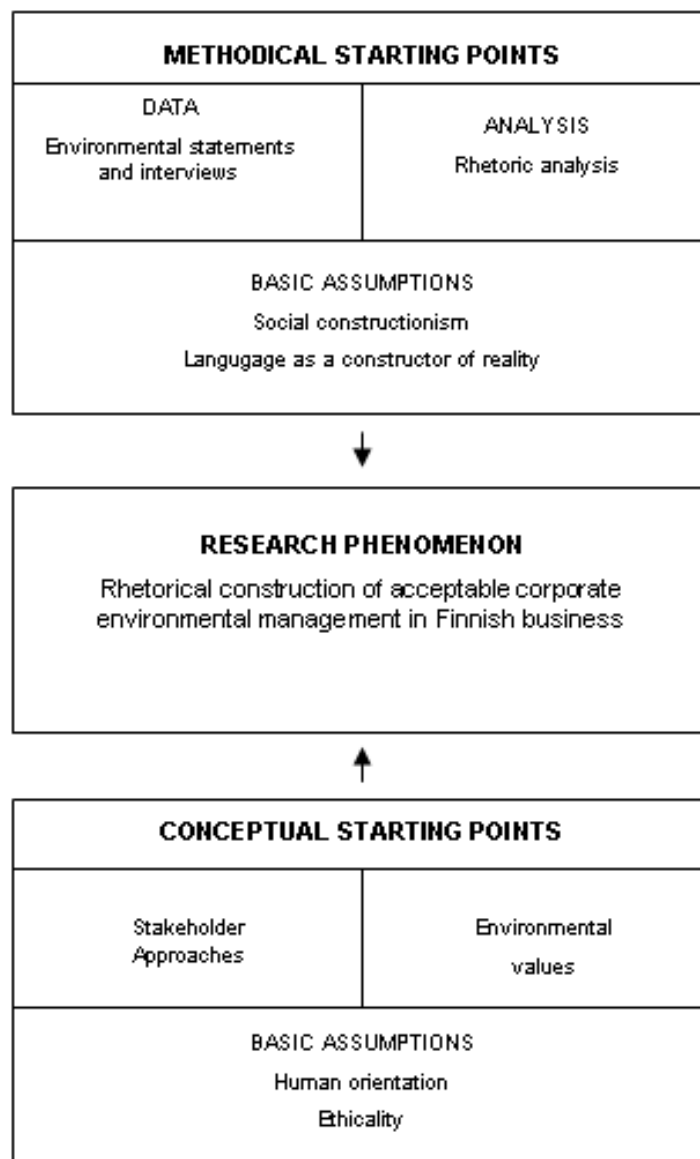 METHODICAL STARTING POINTS
DATA
Environmental statements
and interviews
ANALYSIS
Rhetoric analysis
BASIC ASSUMPTIONS
Social constructionism
Langugage as a constructor of reality
RESEARCH PHENOMENON
Rhetorical construction of acceptable corporate
environmental management in Finnish business
CONCEPTUAL STARTING POINTS
Stakeholder
Approaches
Environmental
values
BASIC ASSUMPTIONS
Human orientation
Ethicality